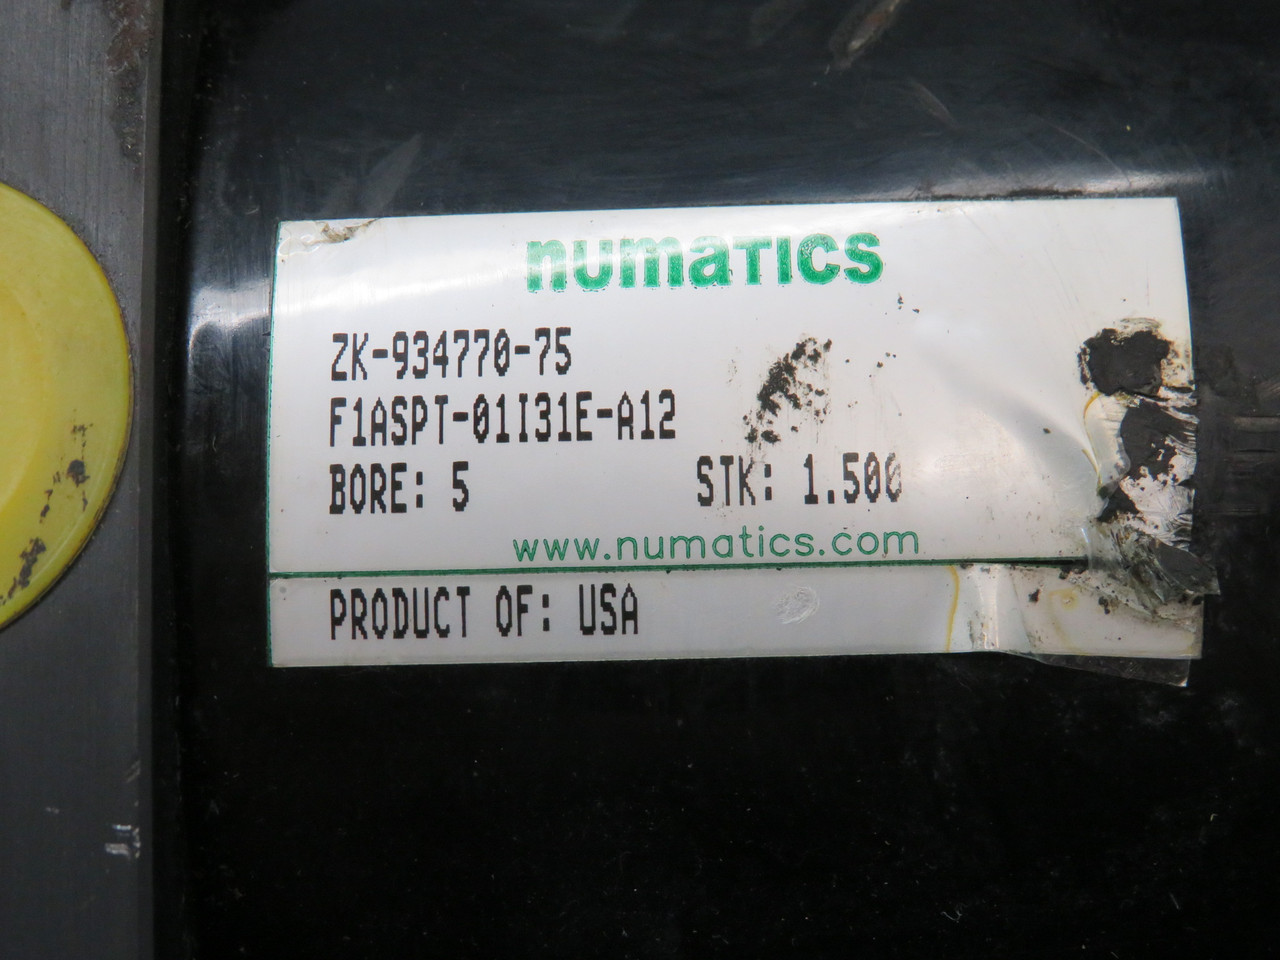 numatics
ZK-934770-75
F1ASPT-01I31E-A12
BORE: 5 STK: 1.500
www.numatics.com
PRODUCT OF: USA